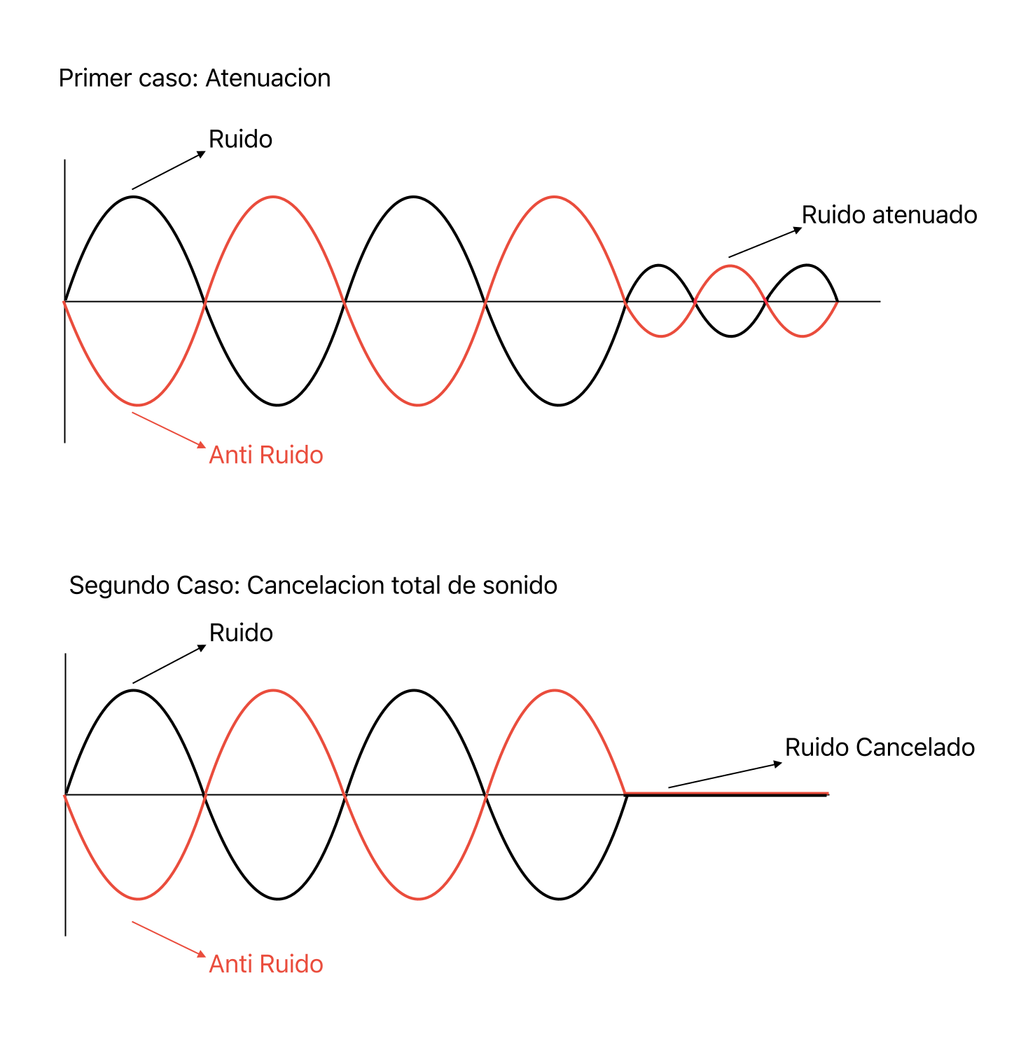 Primer caso: Atenuacion
Ruido
Ruido atenuado
Anti Ruido
Segundo Caso: Cancelacion total de sonido
Ruido
Ruido Cancelado
Anti Ruido